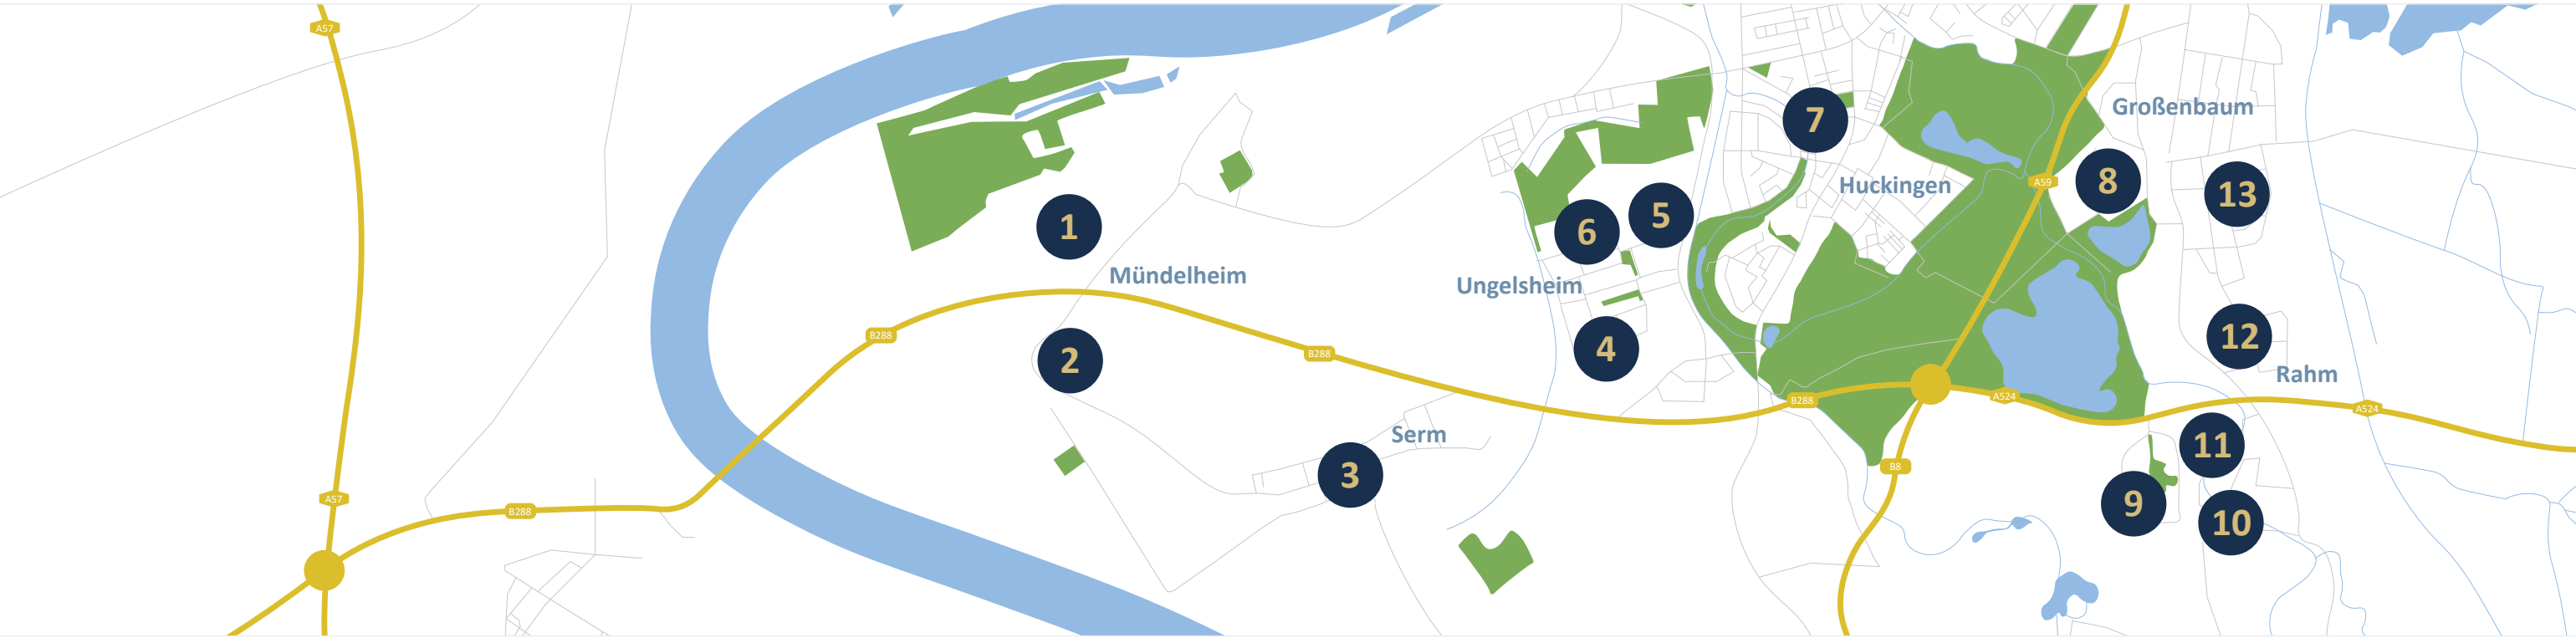 A57
Großenbaum
7
8
A59
Huckingen
13
5
1
6
Mündelheim
Ungelsheim
B288
12
4
B288
2
Rahm
A524
B288
A524
Serm
11
B8
3
A57
9
B288
10